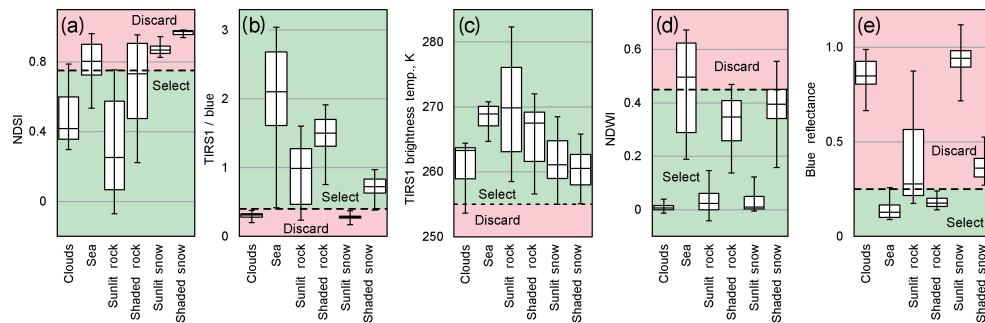 (a)
Discard
Select
NDSI
0.8
0.4
0
Clouds
Sea
Sunlit rock
Shaded rock
Sunlit snow
Shaded snow
(b)
Select
Discard
TIRS1 / blue
3
2
1
0
Clouds
Sea
Sunlit rock
Shaded rock
Sunlit snow
Shaded snow
(c)
Select
Discard
TIRS1 brightness temp., K
285
280
270
260
250
Clouds
Sea
Sunlit rock
Shaded rock
Sunlit snow
Shaded snow
(d)
Discard
Select
NDWI
0.6
0.4
0.2
0
Clouds
Sea
Sunlit rock
Shaded rock
Sunlit snow
Shaded snow
(e)
Discard
Select
Blue reflectance
1.0
0.5
0
Clouds
Sea
Sunlit rock
Shaded rock
Sunlit snow
Shaded snow